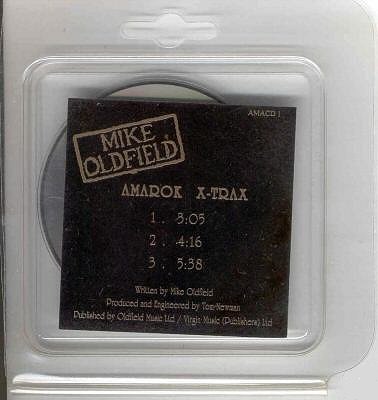 AMACD 1
MIKE
OLDFIELD
AMAROK X-TRAX
1 . 3:05
2 . 4:16
3 . 5:38
Written by Mike Oldfield
Produced and Engineered by Tom Newman
Published by Oldfield Music Ltd / Virgin Music (Publishers) Ltd